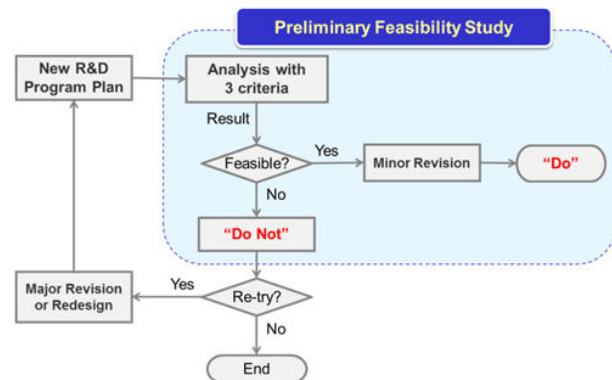 Preliminary Feasibility Study
New R&D
Program Plan
Analysis with
3 criteria
Result
Feasible?
Yes
Minor Revision
“Do”
No
“Do Not”
Major Revision
or Redesign
Yes
Re-try?
No
End